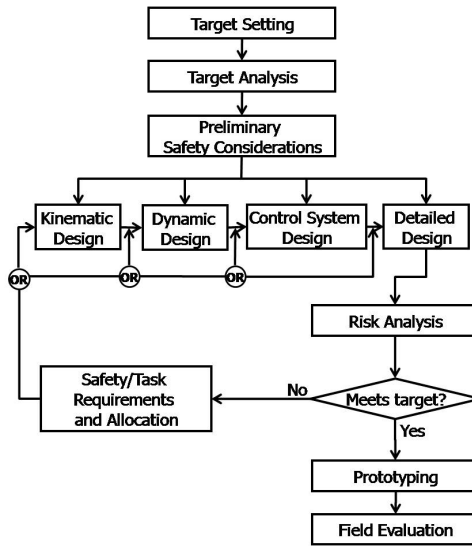 Target Setting
Target Analysis
Preliminary
Safety Considerations
Kinematic
Design
Dynamic
Design
Control System
Design
Detailed
Design
OR
OR
OR
Risk Analysis
Safety/Task
Requirements
and Allocation
No
Meets target?
Yes
Prototyping
Field Evaluation